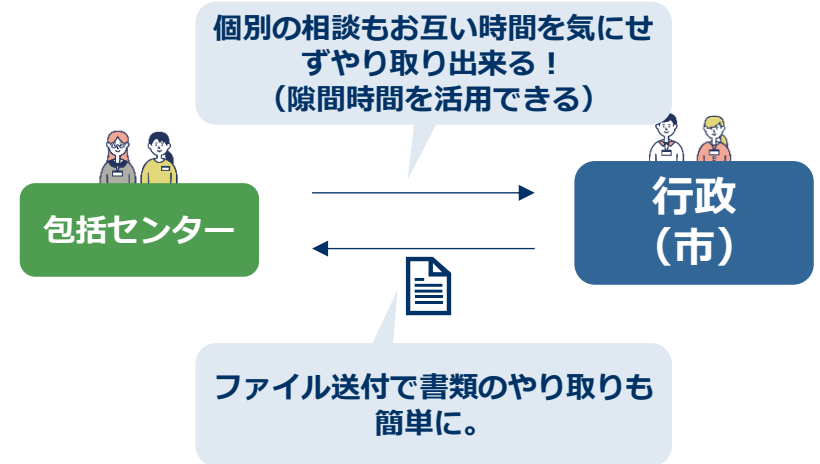 個別の相談もお互い時間を気にせ
ずやり取り出来る！
（隙間時間を活用できる）
包括センター
行政
（市）
ファイル送付で書類のやり取りも
簡単に。